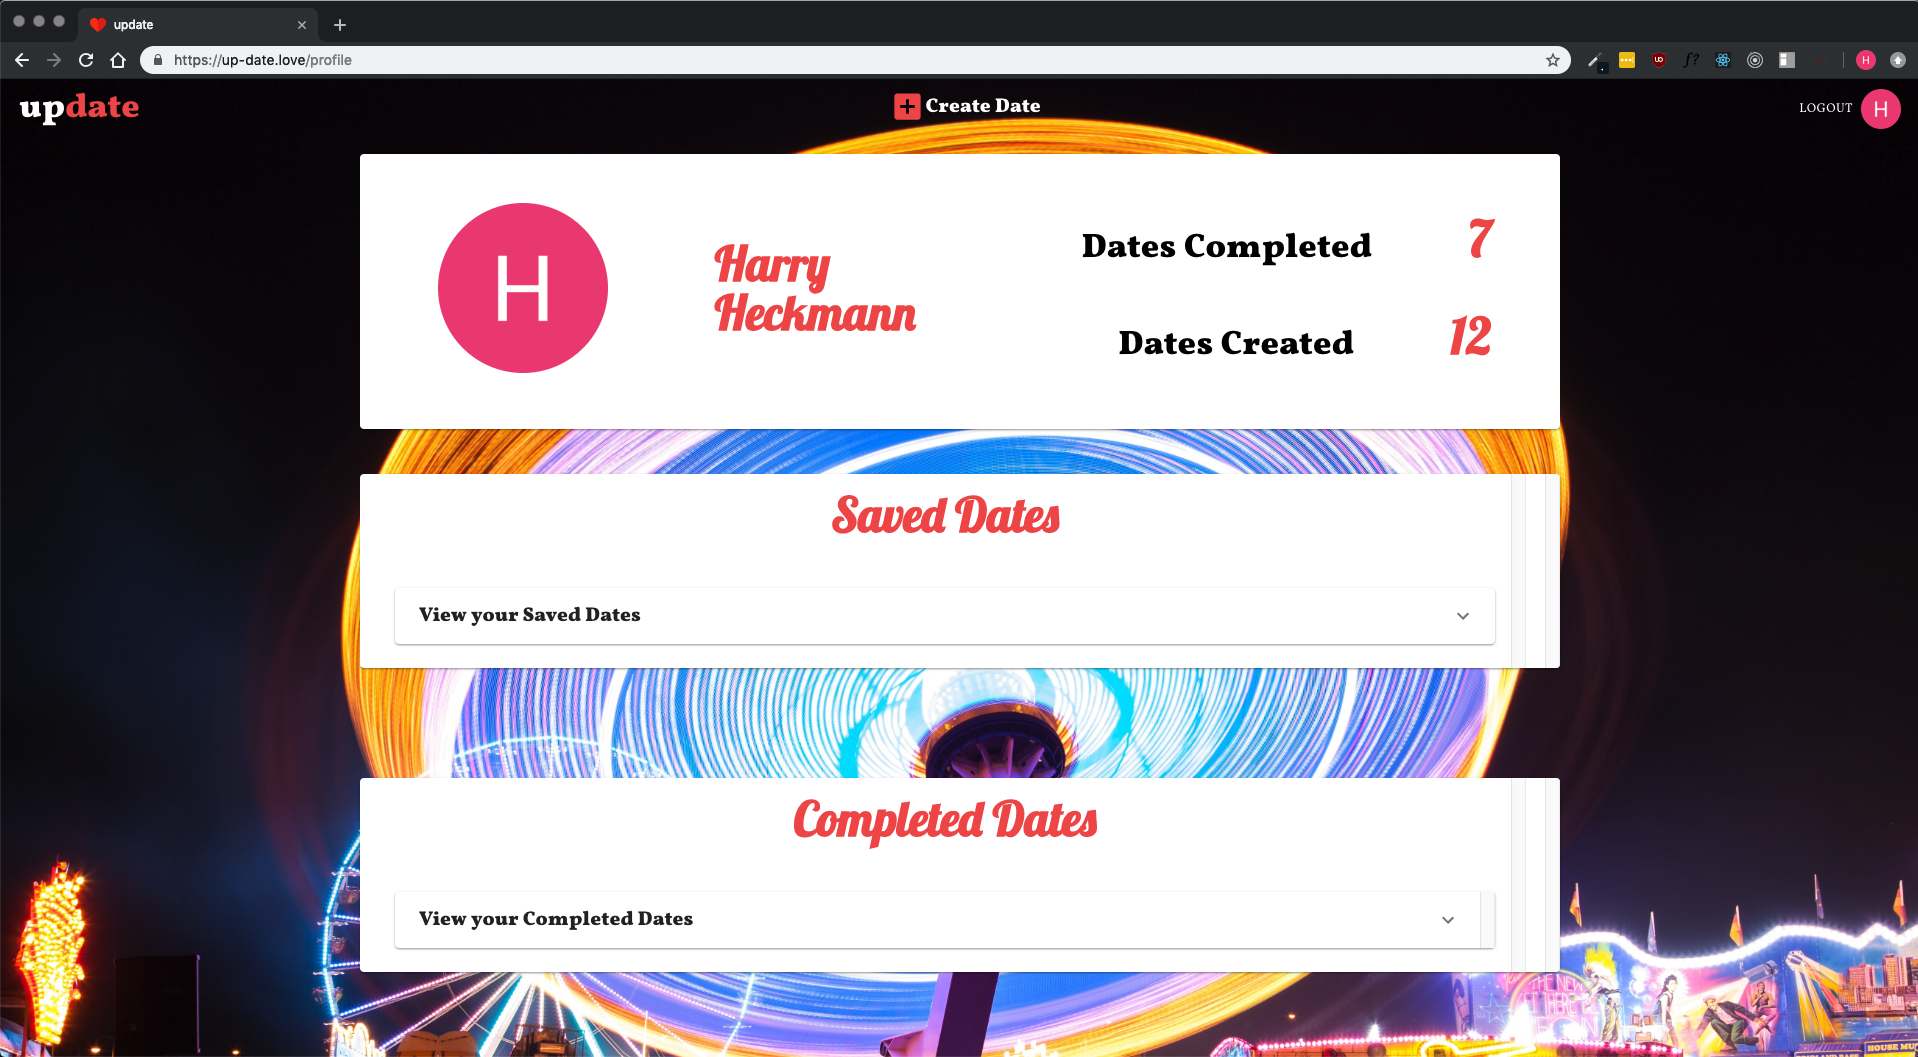 update
https://up-date.love/profile
H
update
Create Date
LOGOUT
H
H
Harry
Heckmann
Dates Completed
7
Dates Created
12
Saved Dates
View your Saved Dates
Completed Dates
View your Completed Dates
HOUSE